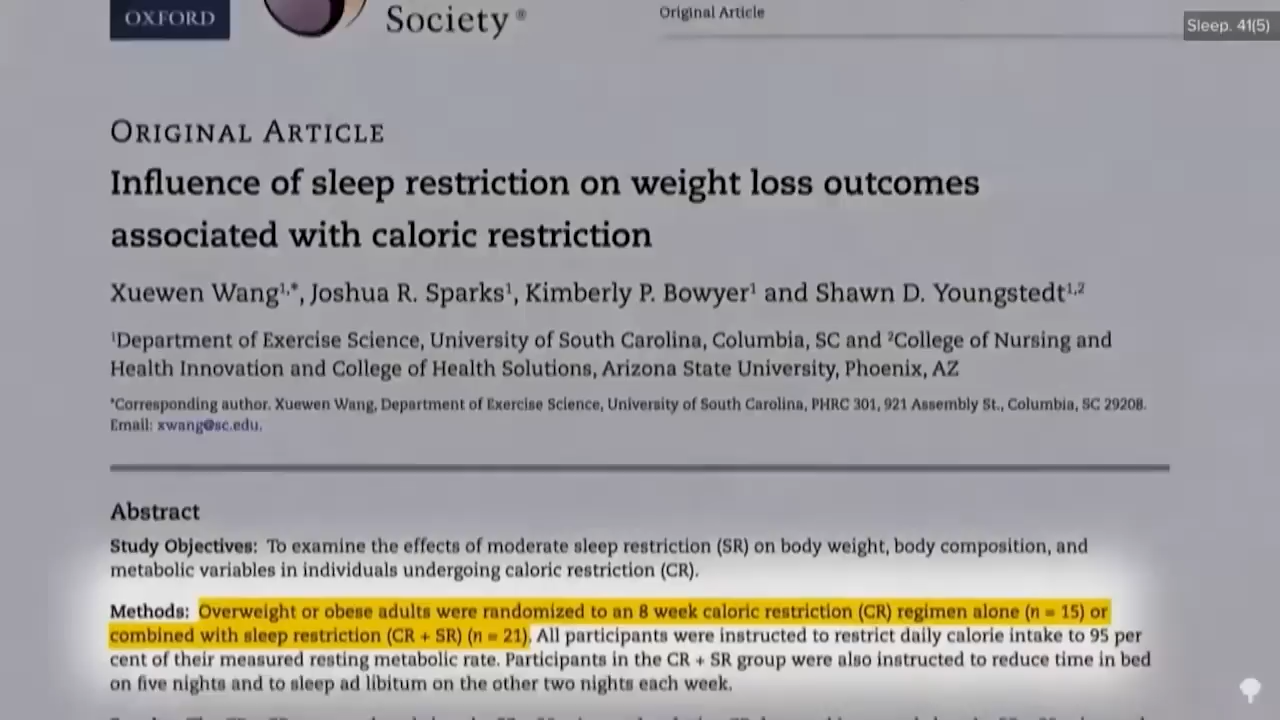 OXFORD
Society®
Original Article
Sleep. 41(5)
ORIGINAL ARTICLE
Influence of sleep restriction on weight loss outcomes
associated with caloric restriction
Xuewen Wang1,*, Joshua R. Sparks1, Kimberly P. Bowyer1 and Shawn D. Youngstedt1,2
1Department of Exercise Science, University of South Carolina, Columbia, SC and 2College of Nursing and
Health Innovation and College of Health Solutions, Arizona State University, Phoenix, AZ
*Corresponding author. Xuewen Wang, Department of Exercise Science, University of South Carolina, PHRC 301, 921 Assembly St., Columbia, SC 29208.
Email: xwang@sc.edu.
Abstract
Study Objectives: To examine the effects of moderate sleep restriction (SR) on body weight, body composition, and
metabolic variables in individuals undergoing caloric restriction (CR).
Methods: Overweight or obese adults were randomized to an 8 week caloric restriction (CR) regimen alone (n = 15) or
combined with sleep restriction (CR + SR) (n = 21). All participants were instructed to restrict daily calorie intake to 95 per
cent of their measured resting metabolic rate. Participants in the CR + SR group were also instructed to reduce time in bed
on five nights and to sleep ad libitum on the other two nights each week.